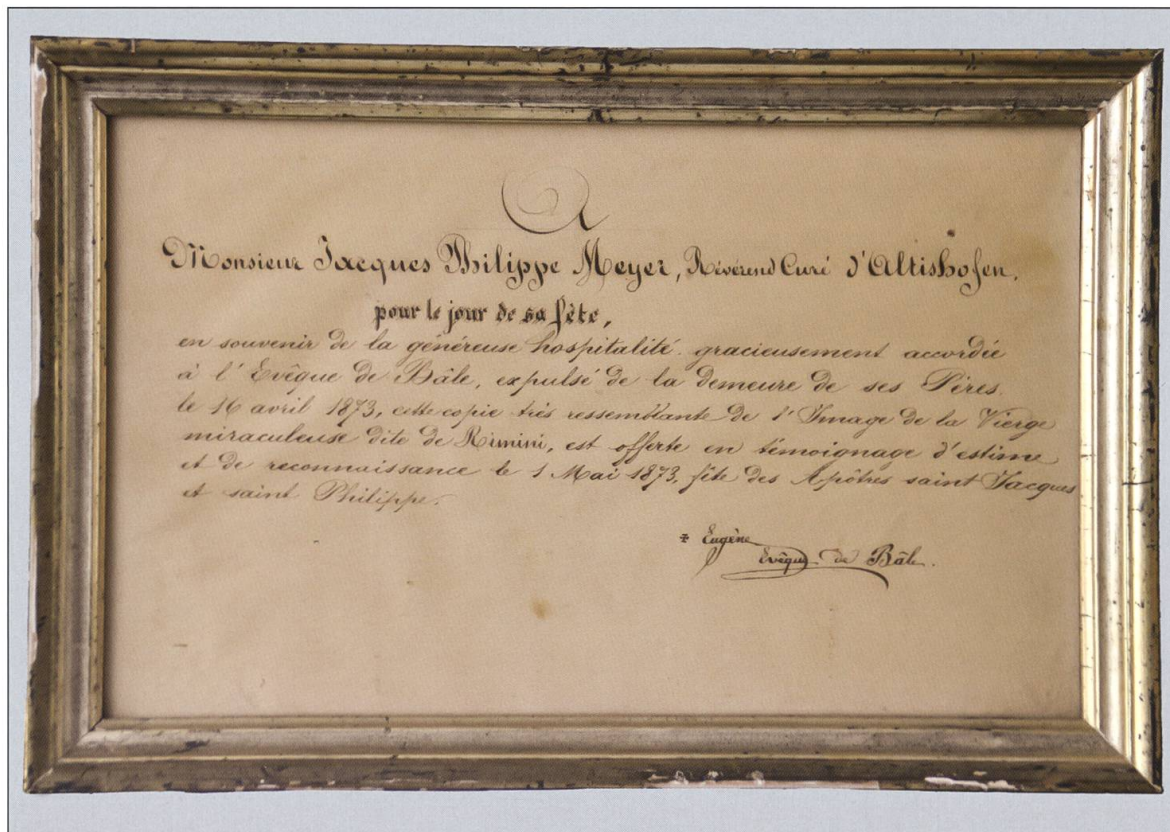 A
Monsieur Jacques Philippe Meyer, Révérend Curé d'Altishofen,
pour le jour de sa fête,
en souvenir de la généreuse hospitalité gracieusement accordée
à l'Evêque de Bâle, expulsé de la demeure de ses Pères
le 16 avril 1873, cette copie très ressemblante de l'Image de la Vierge
miraculeuse dite de Rimini, est offerte en témoignage d'estime
et de reconnaissance le 1 Mai 1873, fête des Apôtres saint Jacques
et saint Philippe.
+ Eugène
Evêque de Bâle.